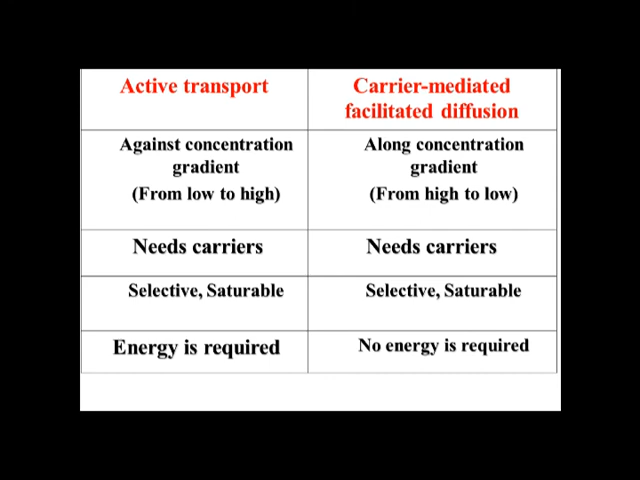 Active transport
Carrier-mediated
facilitated diffusion
Against concentration
gradient
(From low to high)
Along concentration
gradient
(From high to low)
Needs carriers
Needs carriers
Selective, Saturable
Selective, Saturable
Energy is required
No energy is required